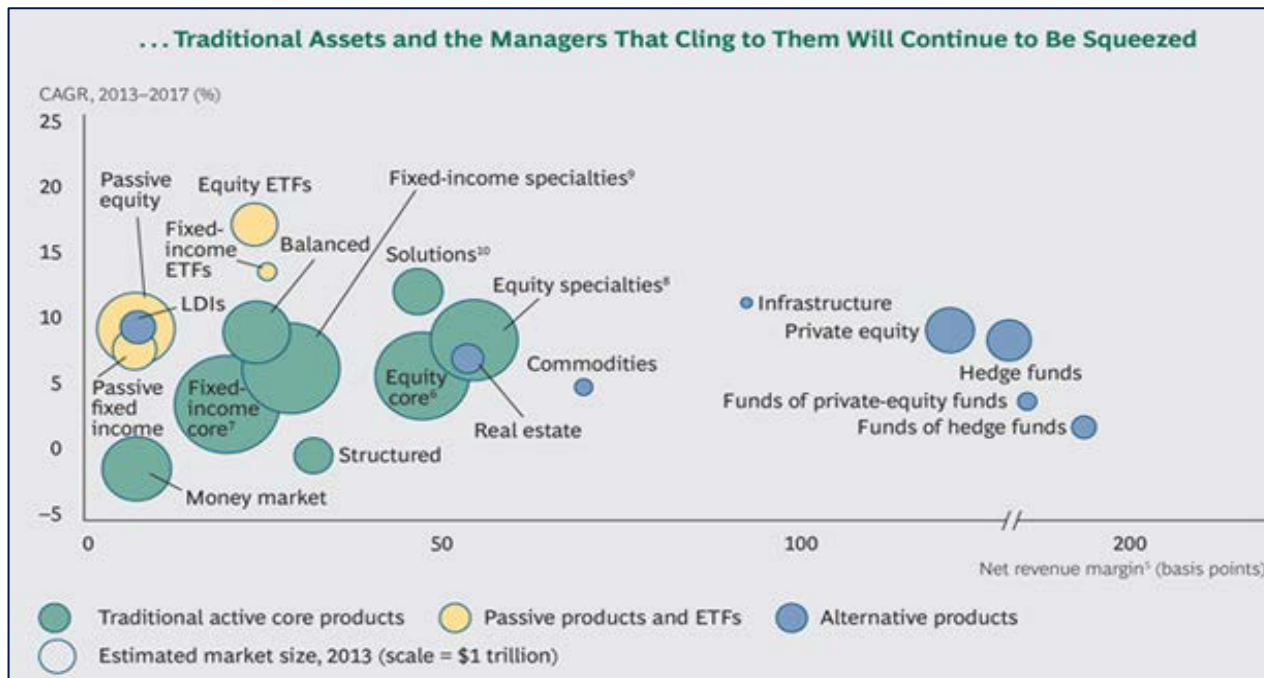 ... Traditional Assets and the Managers That Cling to Them Will Continue to Be Squeezed
CAGR, 2013–2017 (%)
25
20
15
10
5
0
–5
Passive
equity
Equity ETFs
Fixed-income specialties⁹
Fixed-
income
ETFs
Balanced
Solutions¹⁰
Equity specialties⁸
LDIs
Infrastructure
Private equity
Hedge funds
Commodities
Passive
fixed
income
Fixed-
income
core⁷
Equity
core⁶
Real estate
Funds of private-equity funds
Funds of hedge funds
Structured
Money market
0
50
100
200
Net revenue margin⁵ (basis points)
Traditional active core products
Passive products and ETFs
Alternative products
Estimated market size, 2013 (scale = $1 trillion)